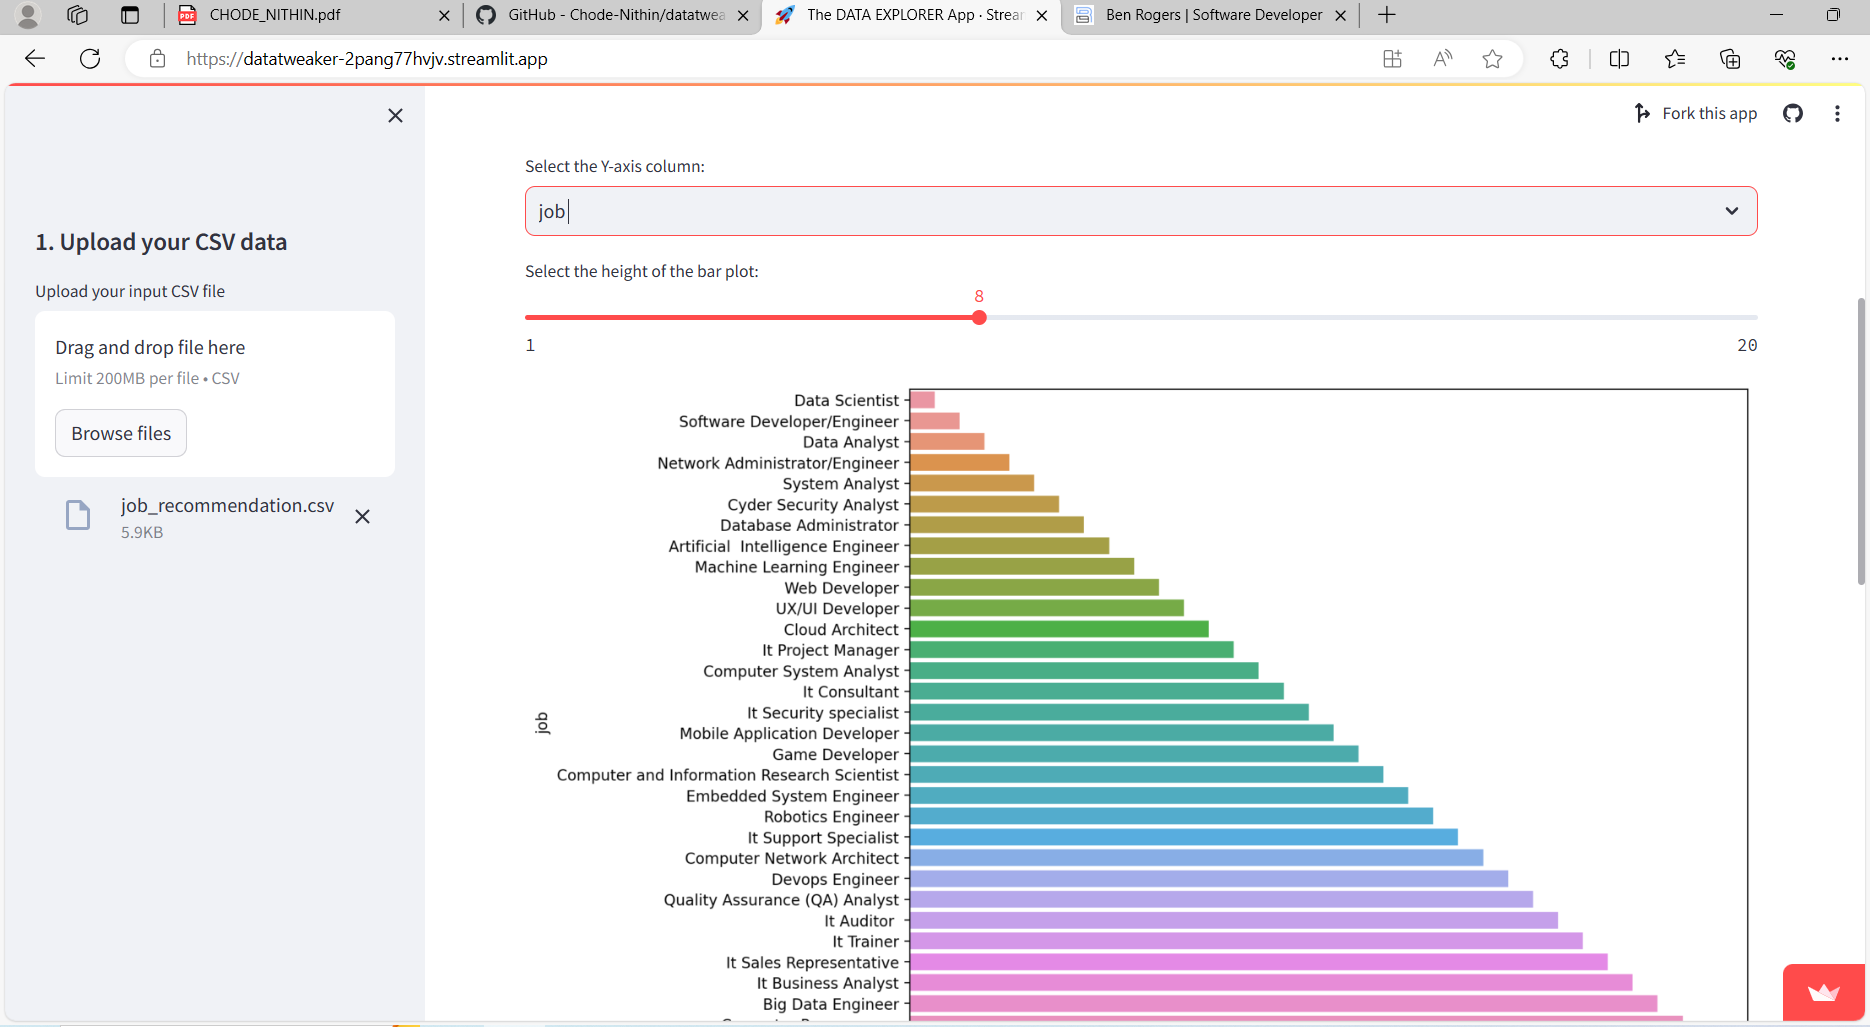 CHODE_NITHIN.pdf
GitHub - Chode-Nithin/datatwea
The DATA EXPLORER App · Strear
Ben Rogers | Software Developer
https://datatweaker-2pang77hvjv.streamlit.app
Fork this app
1. Upload your CSV data
Upload your input CSV file
Drag and drop file here
Limit 200MB per file • CSV
Browse files
job_recommendation.csv
5.9KB
Select the Y-axis column:
job
Select the height of the bar plot:
8
1
20
Data Scientist
Software Developer/Engineer
Data Analyst
Network Administrator/Engineer
System Analyst
Cyder Security Analyst
Database Administrator
Artificial  Intelligence Engineer
Machine Learning Engineer
Web Developer
UX/UI Developer
Cloud Architect
It Project Manager
Computer System Analyst
It Consultant
It Security specialist
Mobile Application Developer
Game Developer
Computer and Information Research Scientist
Embedded System Engineer
Robotics Engineer
It Support Specialist
Computer Network Architect
Devops Engineer
Quality Assurance (QA) Analyst
It Auditor
It Trainer
It Sales Representative
It Business Analyst
Big Data Engineer
job